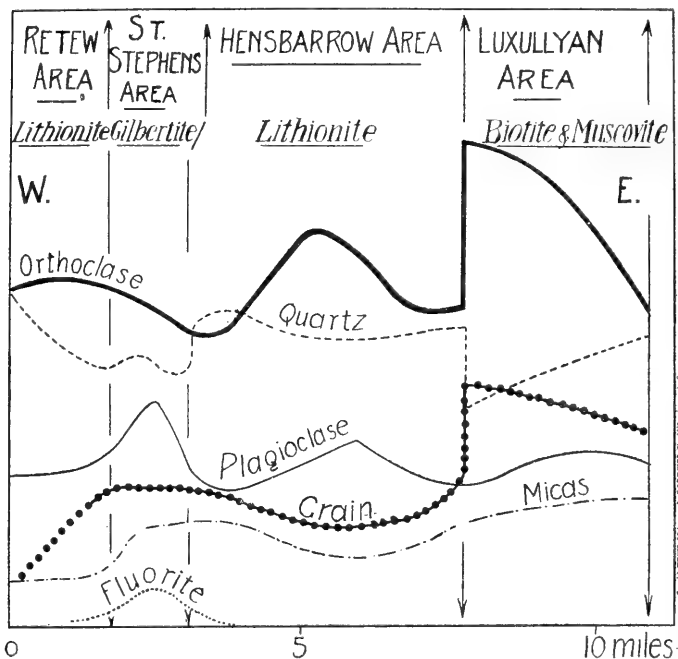 RETEW AREA.
ST. STEPHENS AREA
HENSBARROW AREA
LUXULLYAN AREA
Lithionite
Gilbertite
Lithionite
Biotite & Muscovite
W.
E.
Orthoclase
Quartz
Plagioclase
Grain
Micas
Fluorite
0 5 10 miles